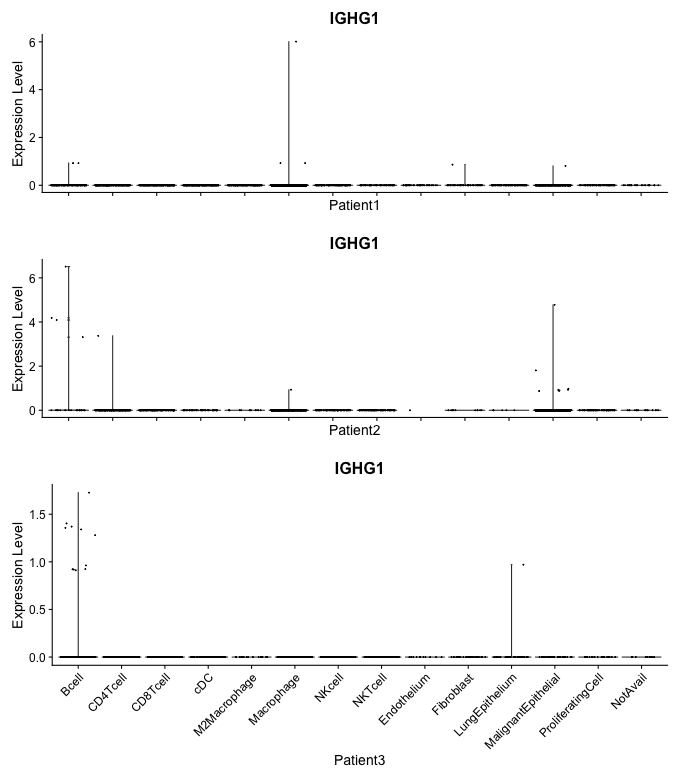 IGHG1
Expression Level
6
4
2
0
Patient1
IGHG1
Expression Level
6
4
2
0
Patient2
IGHG1
Expression Level
1.5
1.0
0.5
0.0
Bcell
CD4Tcell
CD8Tcell
cDC
M2Macrophage
Macrophage
NKcell
NKTcell
Endothelium
Fibroblast
LungEpithelium
MalignantEpithelial
ProliferatingCell
NotAvail
Patient3